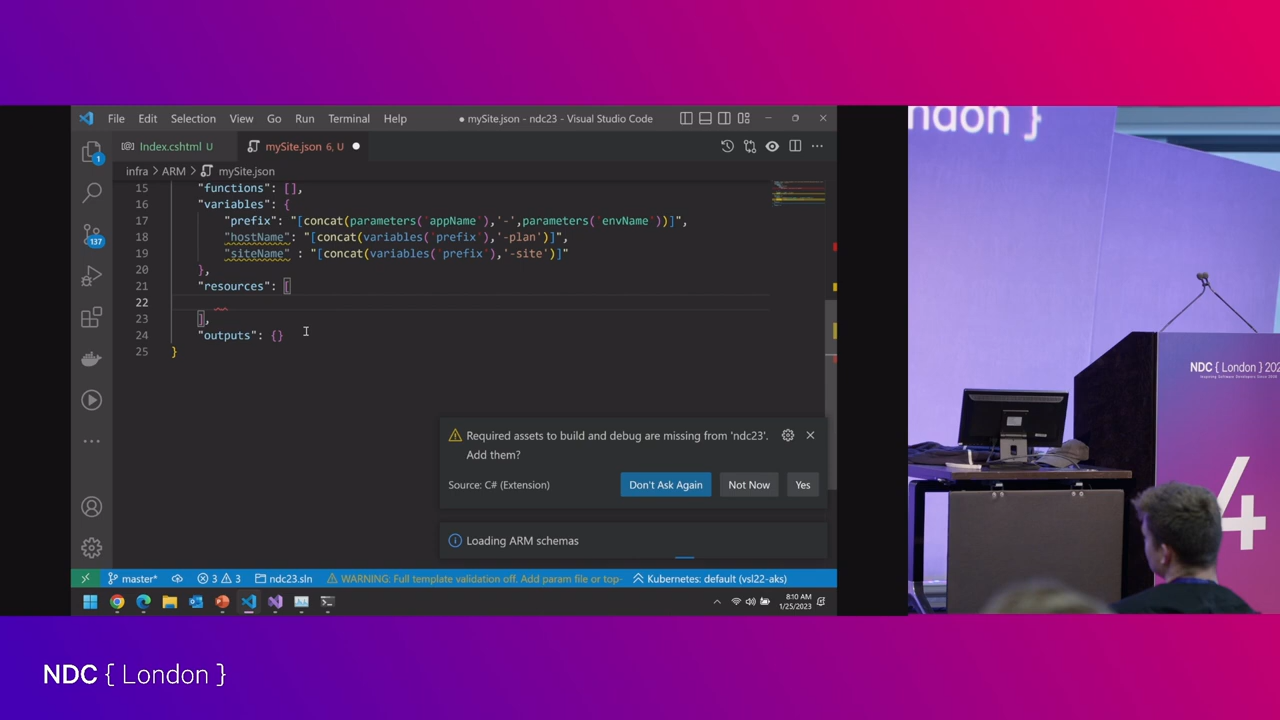 File Edit Selection View Go Run Terminal Help
● mySite.json - ndc23 - Visual Studio Code
Index.cshtml U
mySite.json 6, U ●
infra > ARM > mySite.json
15 "functions": [],
16 "variables": {
17 "prefix": "[concat(parameters('appName'),'-',parameters('envName'))]",
18 "hostName": "[concat(variables('prefix'),'-plan')]",
19 "siteName" : "[concat(variables('prefix'),'-site')]"
20 },
21 "resources": [
22
23 ],
24 "outputs": {}
25 }
1
137
Required assets to build and debug are missing from 'ndc23'.
Add them?
Source: C# (Extension)
Don't Ask Again
Not Now
Yes
Loading ARM schemas
master* 3 3 ndc23.sln WARNING: Full template validation off. Add param file or top- Kubernetes: default (vsl22-aks)
8:10 AM
1/25/2023
ndon }
NDC { London } 202
4
NDC { London }